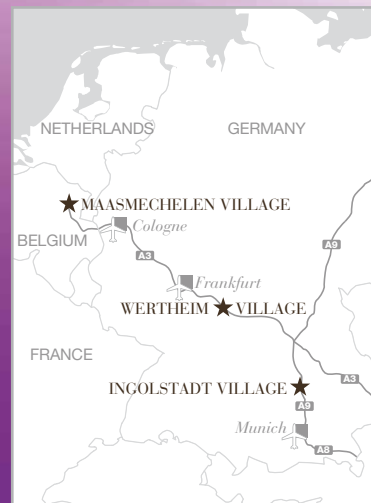 NETHERLANDS GERMANY
MAASMECHELEN VILLAGE
Cologne
BELGIUM
A9
A3
Frankfurt
WERTHEIM VILLAGE
FRANCE
A3
INGOLSTADT VILLAGE
A9
Munich
A8